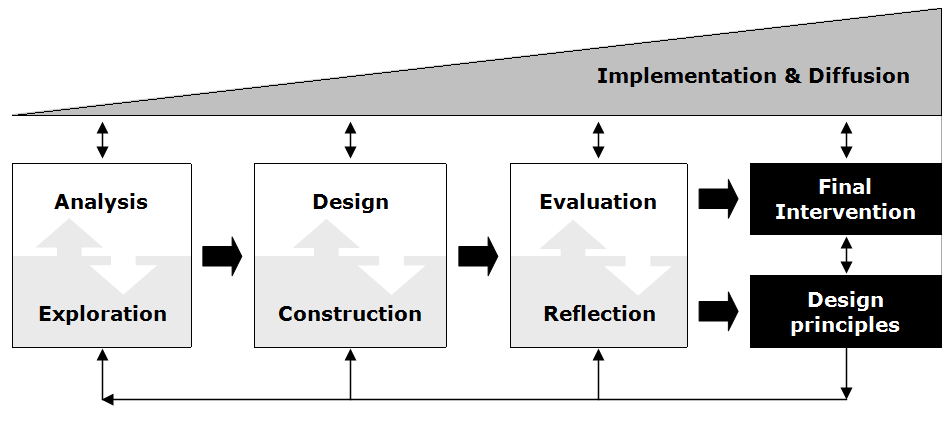 Implementation & Diffusion
Analysis
Exploration
Design
Construction
Evaluation
Reflection
Final
Intervention
Design
principles